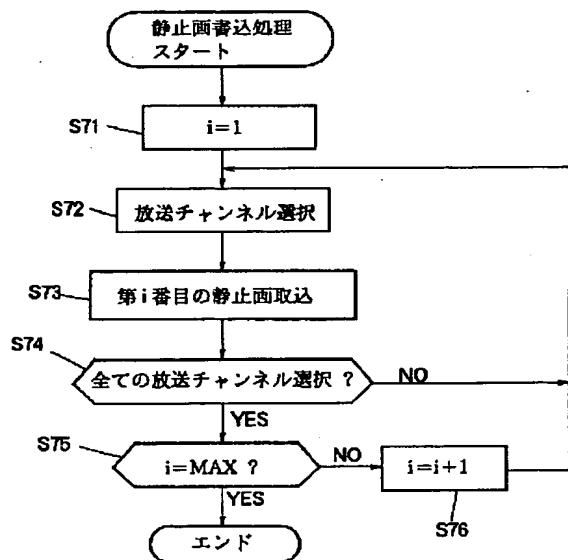 静止画書込処理
スタート
S71
i=1
S72
放送チャンネル選択
S73
第i番目の静止画取込
S74
全ての放送チャンネル選択 ?
NO
YES
S75
i=MAX ?
NO
i=i+1
YES
S76
エンド